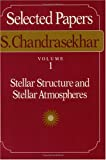 Selected Papers
S. Chandrasekhar
VOLUME
1
Stellar Structure and
Stellar Atmospheres